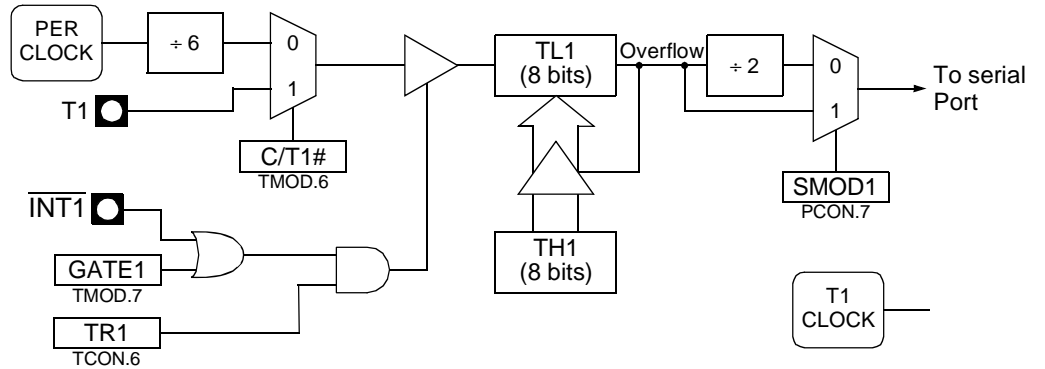 PER
CLOCK
÷ 6
0
1
T1
C/T1#
TMOD.6
INT1
GATE1
TMOD.7
TR1
TCON.6
TL1
(8 bits)
Overflow
÷ 2
0
1
To serial
Port
SMOD1
PCON.7
TH1
(8 bits)
T1
CLOCK